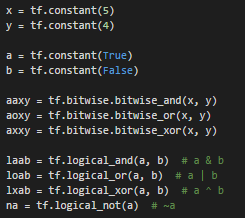 x = tf.constant(5)
y = tf.constant(4)
a = tf.constant(True)
b = tf.constant(False)
aaxy = tf.bitwise.bitwise_and(x, y)
aoxy = tf.bitwise.bitwise_or(x, y)
axxy = tf.bitwise.bitwise_xor(x, y)
laab = tf.logical_and(a, b)  # a & b
loab = tf.logical_or(a, b)  # a | b
lxab = tf.logical_xor(a, b)  # a ^ b
na = tf.logical_not(a)  # ~a